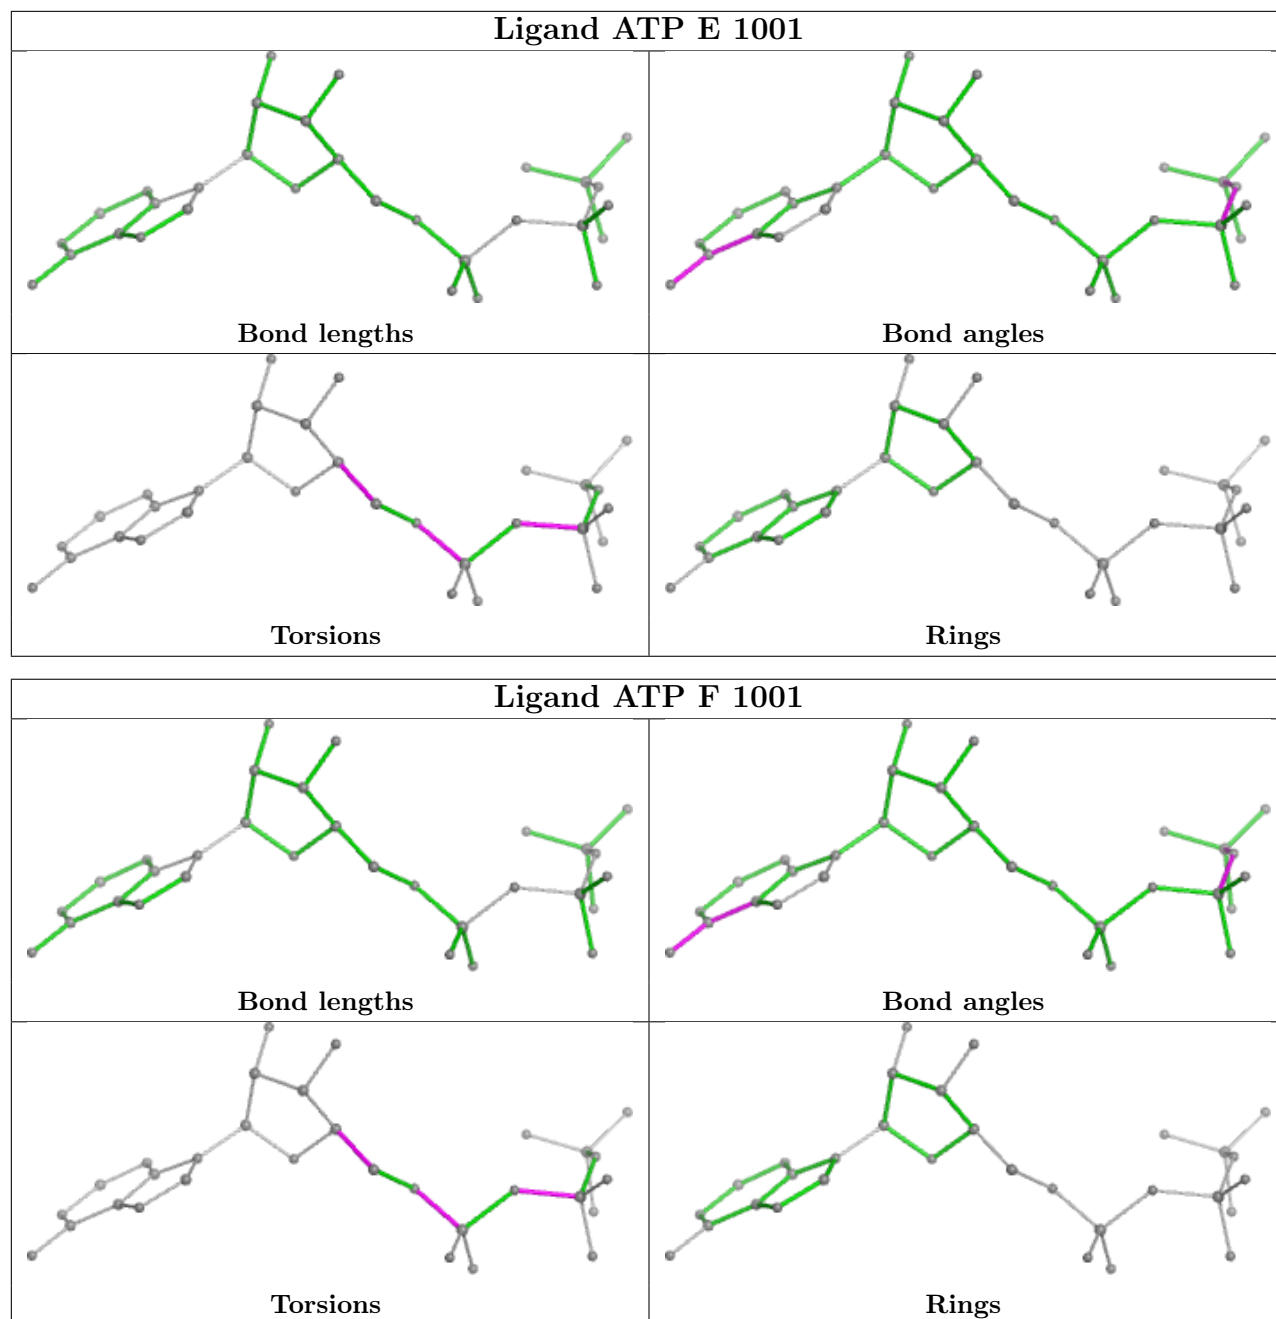 Ligand ATP E 1001
Bond lengths
Bond angles
Torsions
Rings
Ligand ATP F 1001
Bond lengths
Bond angles
Torsions
Rings